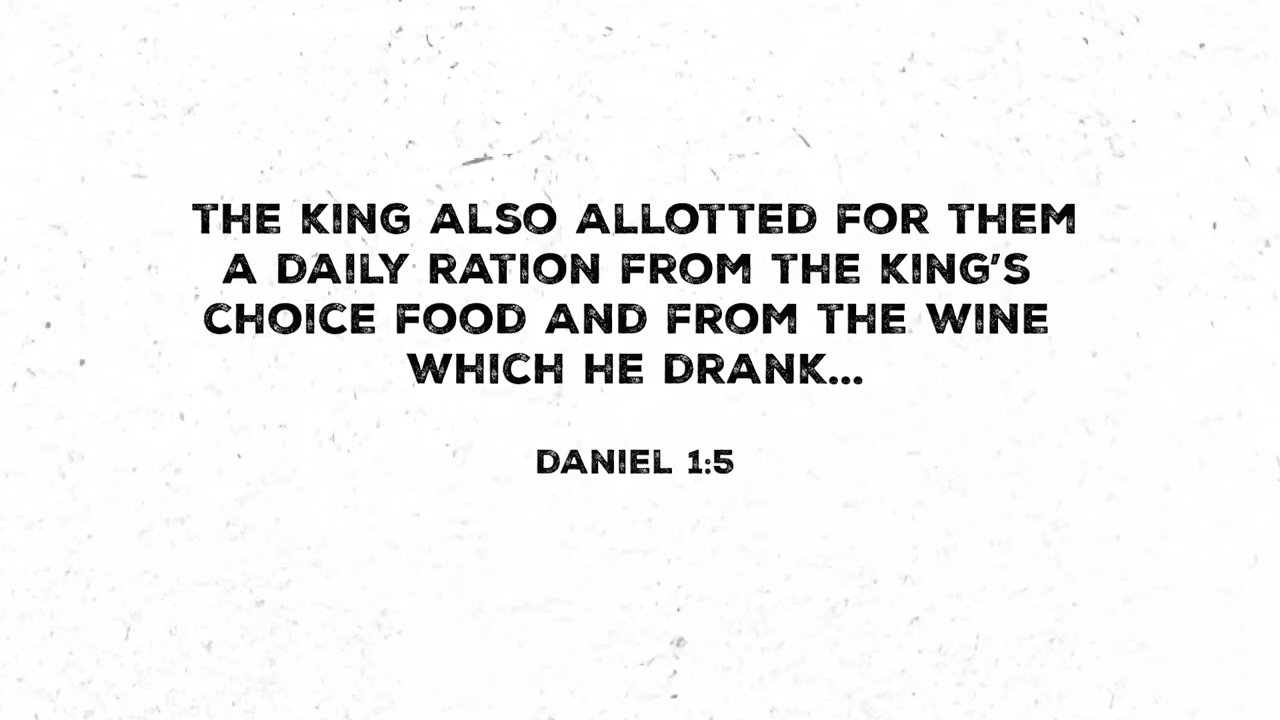 THE KING ALSO ALLOTTED FOR THEM
A DAILY RATION FROM THE KING’S
CHOICE FOOD AND FROM THE WINE
WHICH HE DRANK...
DANIEL 1:5